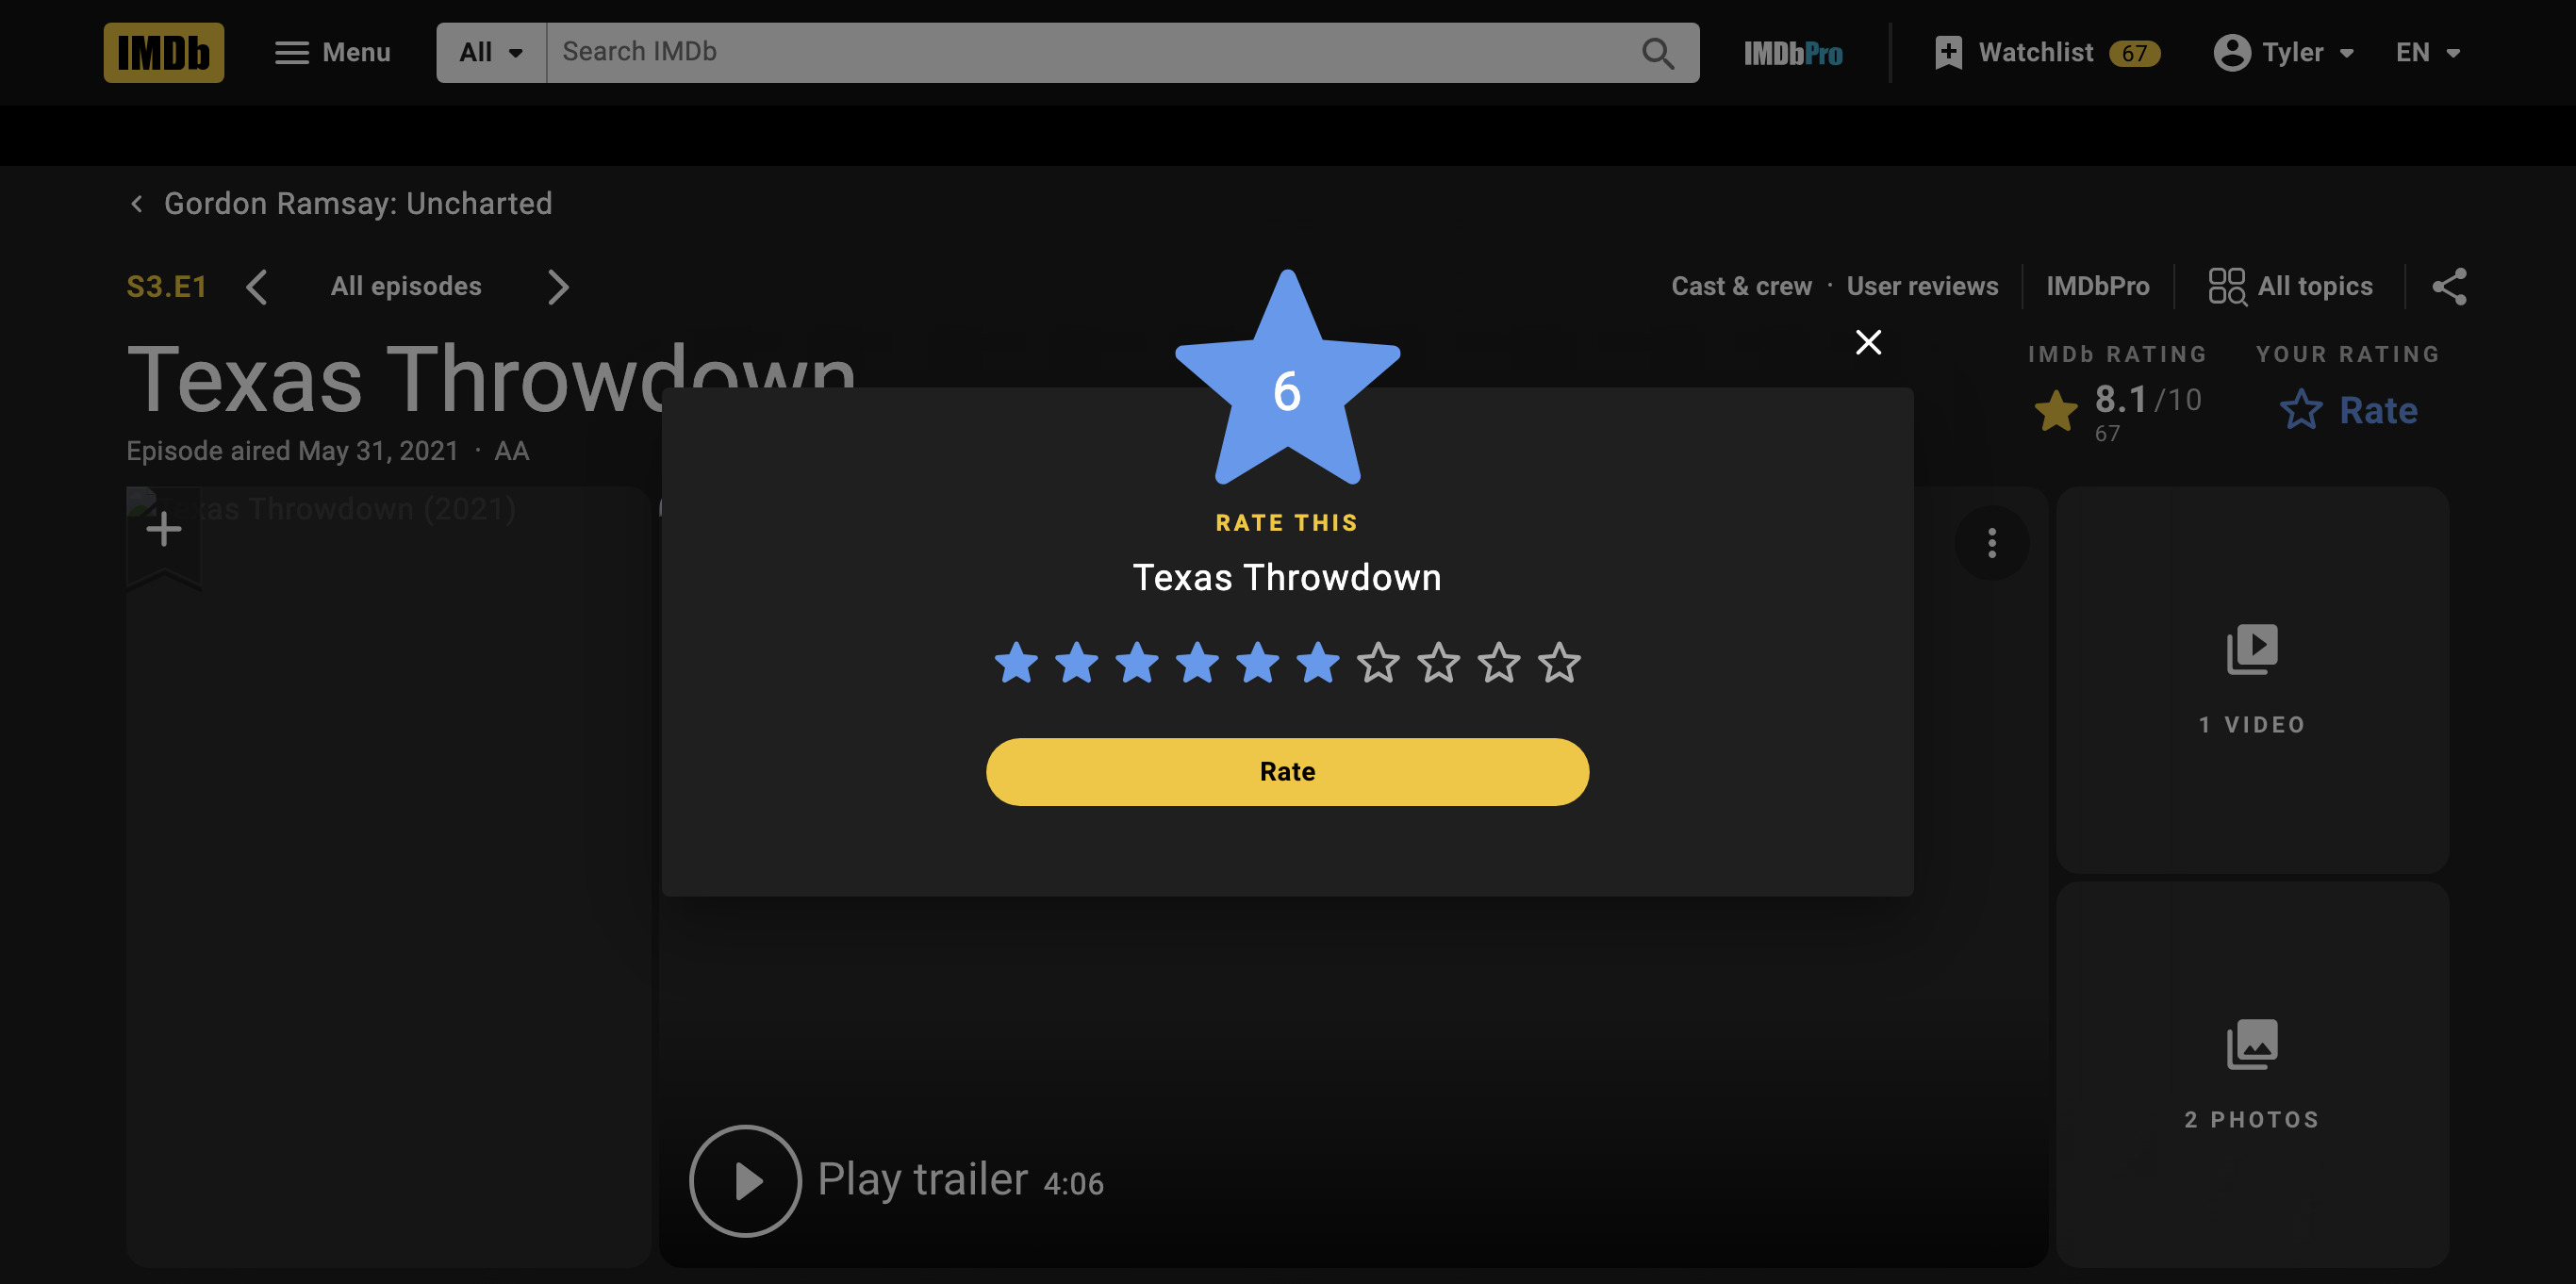 IMDb
Menu
All
Search IMDb
IMDbPro
Watchlist 67
Tyler
EN
Gordon Ramsay: Uncharted
S3.E1
All episodes
Cast & crew · User reviews
IMDbPro
All topics
Texas Throwdown
Episode aired May 31, 2021 · AA
IMDb RATING
8.1/10
67
YOUR RATING
Rate
6
RATE THIS
Texas Throwdown
Rate
xas Throwdown (2021)
1 VIDEO
2 PHOTOS
Play trailer 4:06